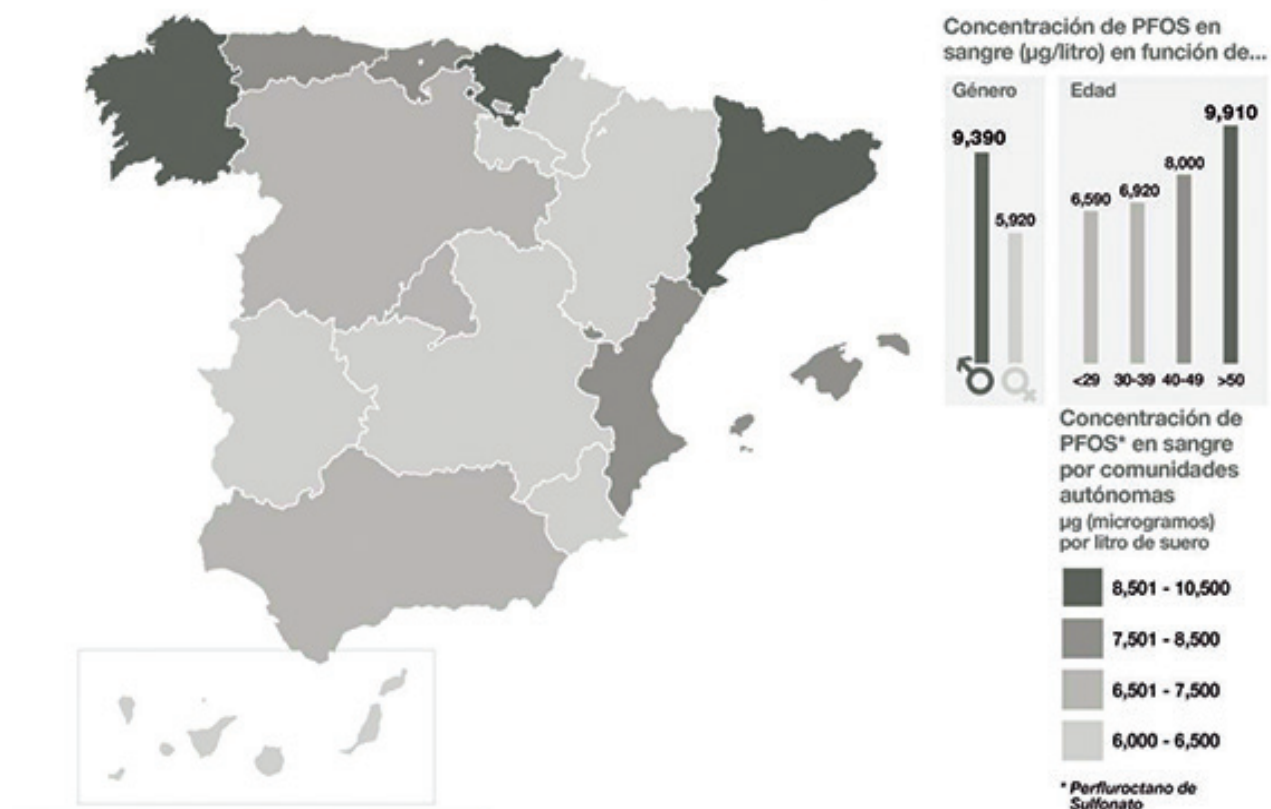 Concentración de PFOS en
sangre (µg/litro) en función de...
Género
9,390
5,920
Edad
6,590
6,920
8,000
9,910
<29 30-39 40-49 >50
Concentración de
PFOS* en sangre
por comunidades
autónomas
µg (microgramos)
por litro de suero
8,501 - 10,500
7,501 - 8,500
6,501 - 7,500
6,000 - 6,500
* Perfluroctano de
Sulfonato